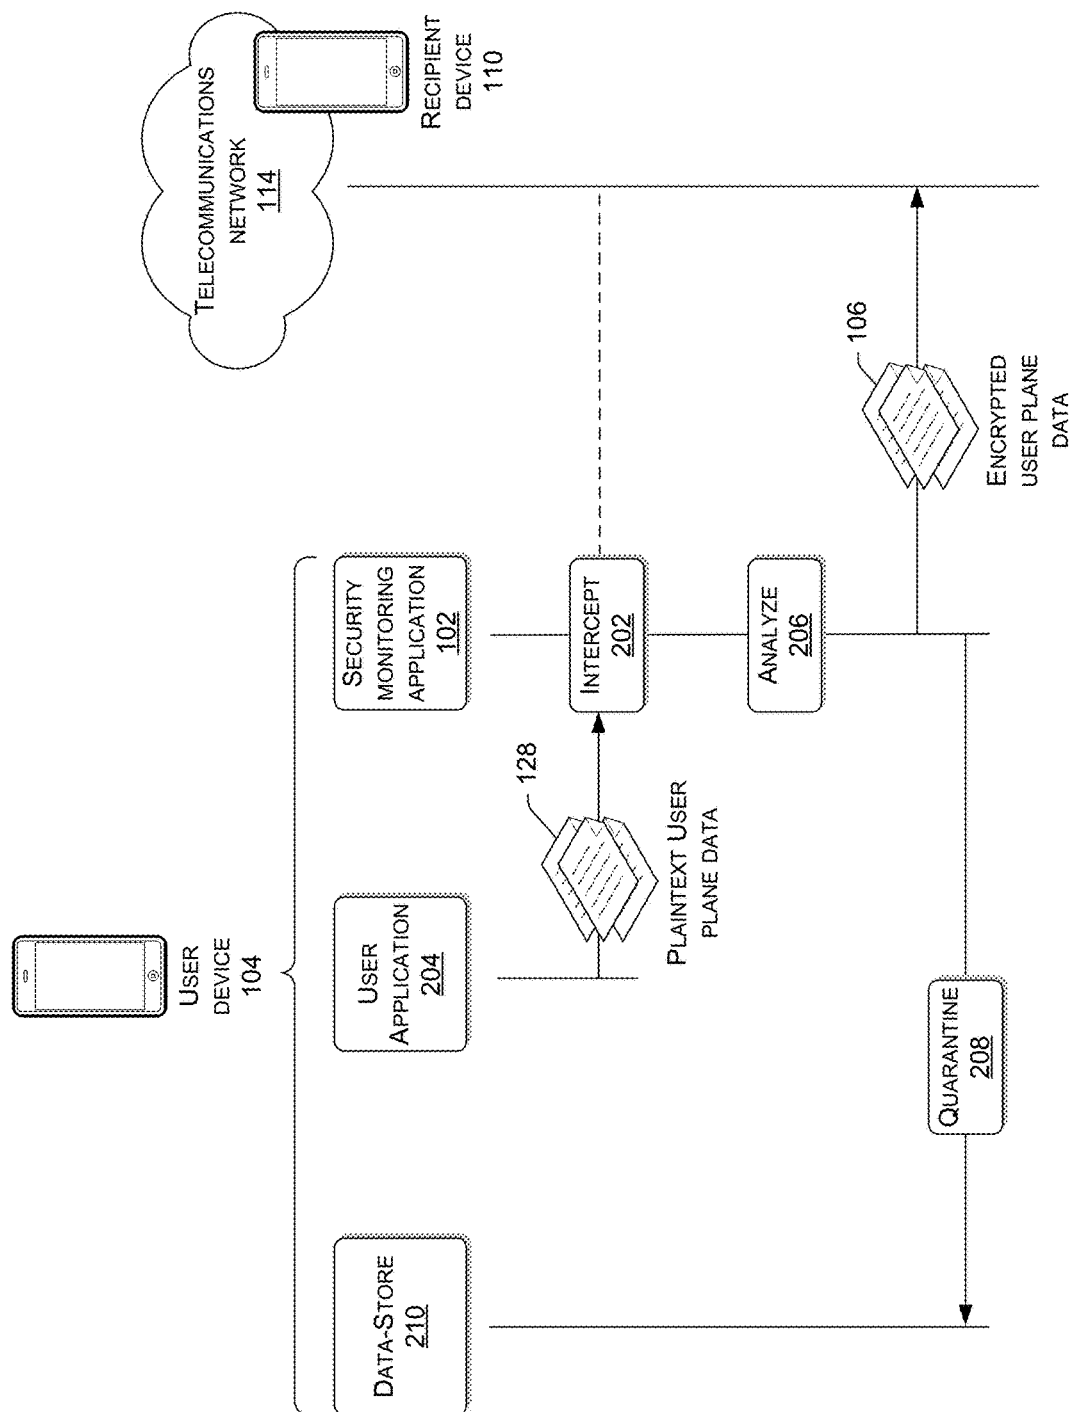 USER
DEVICE
104
TELECOMMUNICATIONS
NETWORK
114
RECIPIENT
DEVICE
110
DATA-STORE
210
USER
APPLICATION
204
SECURITY
MONITORING
APPLICATION
102
128
PLAINTEXT USER
PLANE DATA
INTERCEPT
202
ANALYZE
206
106
ENCRYPTED
USER PLANE
DATA
QUARANTINE
208